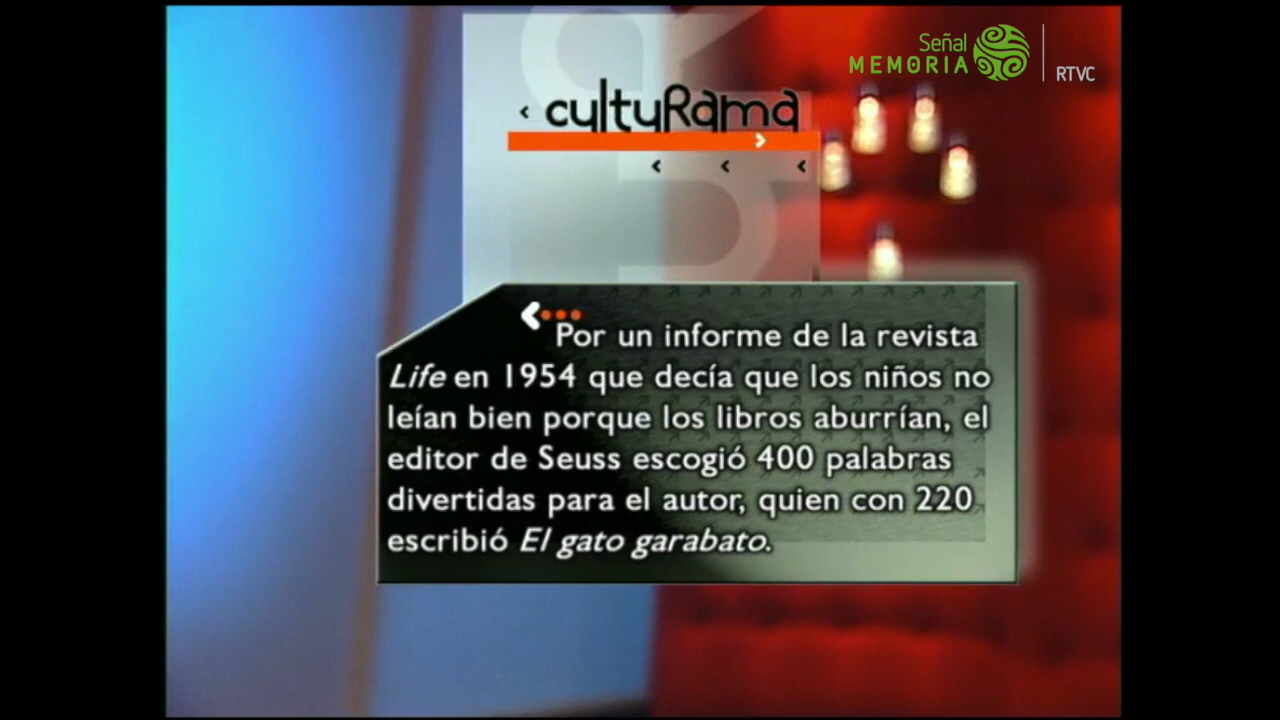 Señal
MEMORIA
RTVC
cultuRama
Por un informe de la revista
Life en 1954 que decía que los niños no
leían bien porque los libros aburrían, el
editor de Seuss escogió 400 palabras
divertidas para el autor, quien con 220
escribió El gato garabato.